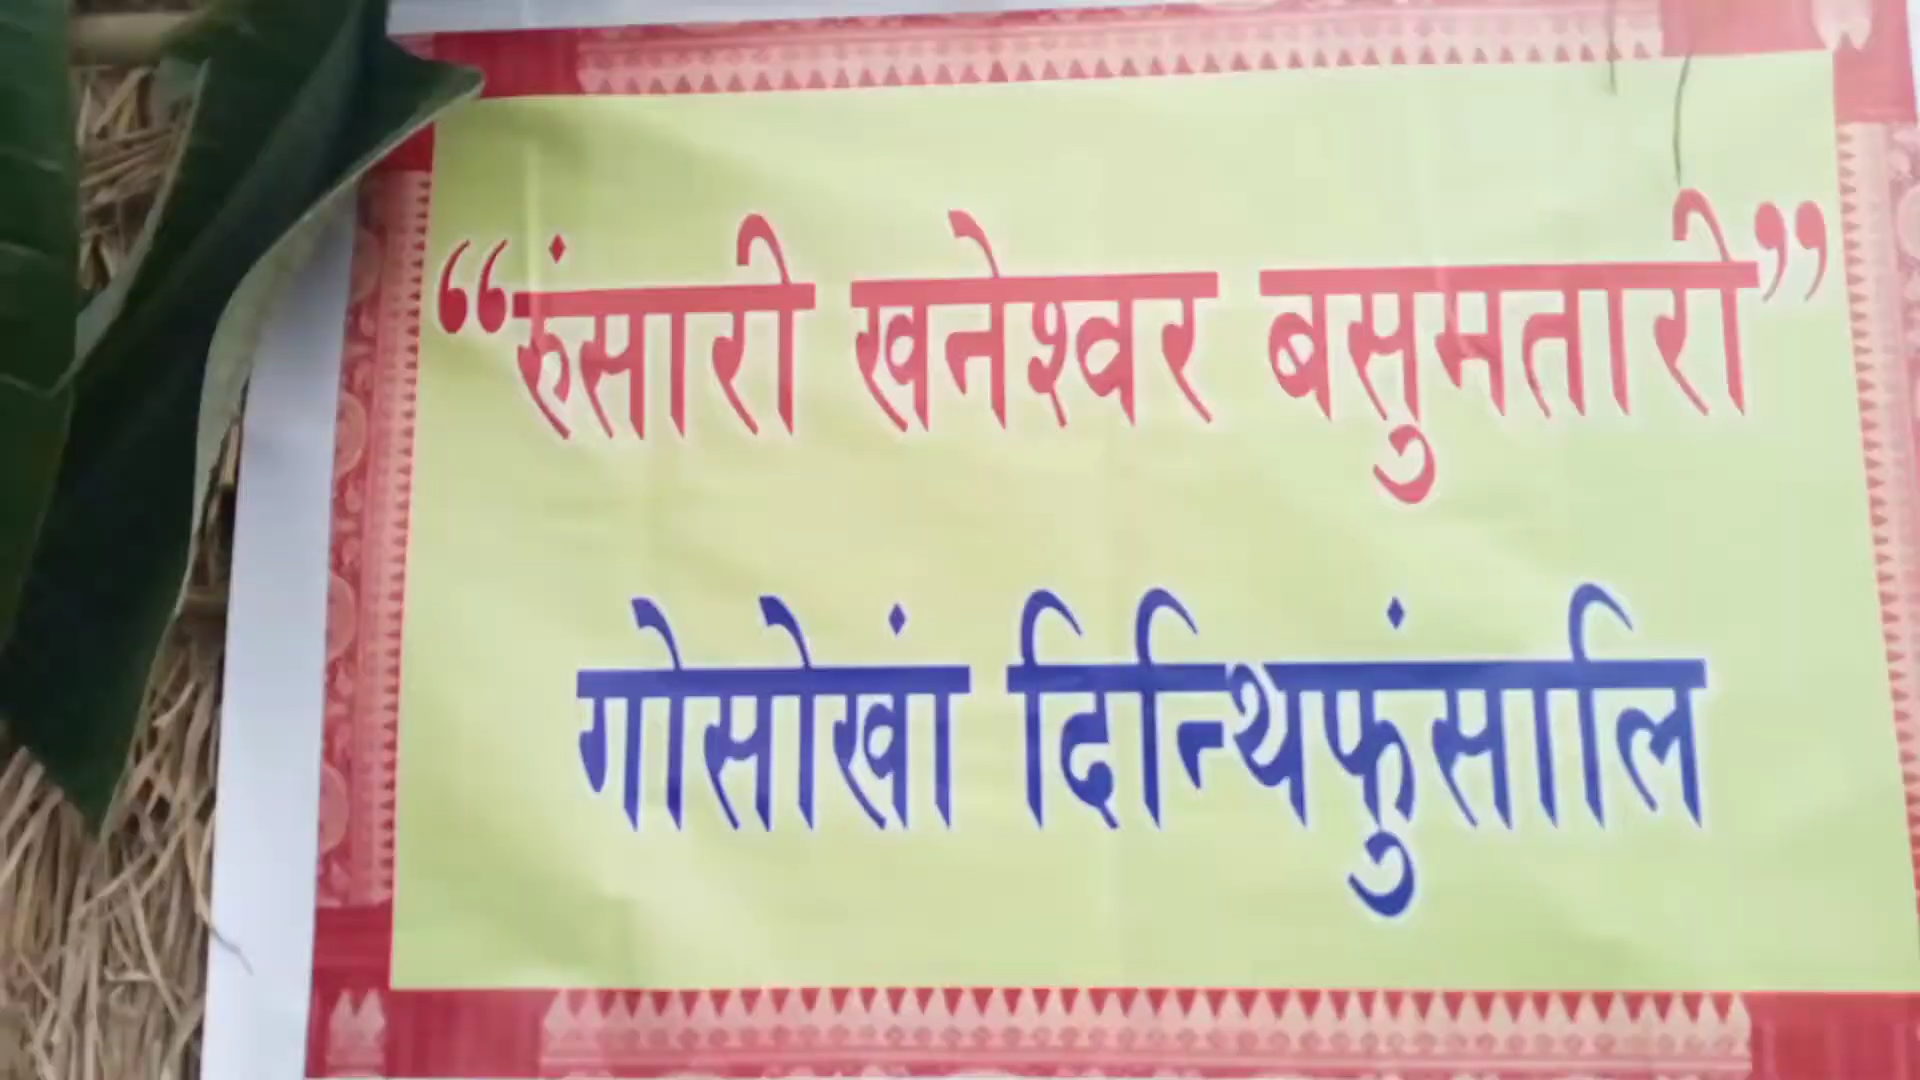 “रुंसारी खनेश्वर बसुमतारी”
गोसोखां दिन्थिफुंसालि